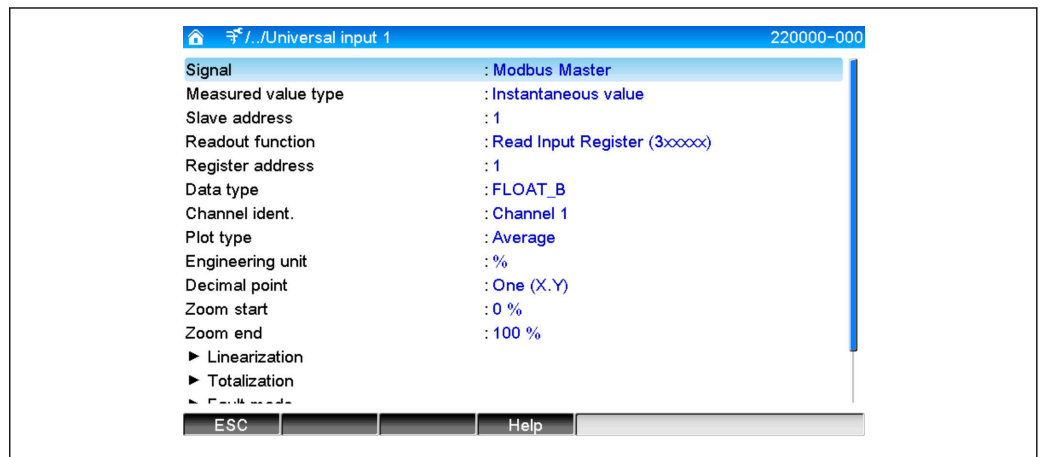 /../Universal input 1 220000-000
Signal : Modbus Master
Measured value type : Instantaneous value
Slave address : 1
Readout function : Read Input Register (3xxxxx)
Register address : 1
Data type : FLOAT_B
Channel ident. : Channel 1
Plot type : Average
Engineering unit : %
Decimal point : One (X.Y)
Zoom start : 0 %
Zoom end : 100 %
► Linearization
► Totalization
► Fault mode
ESC Help